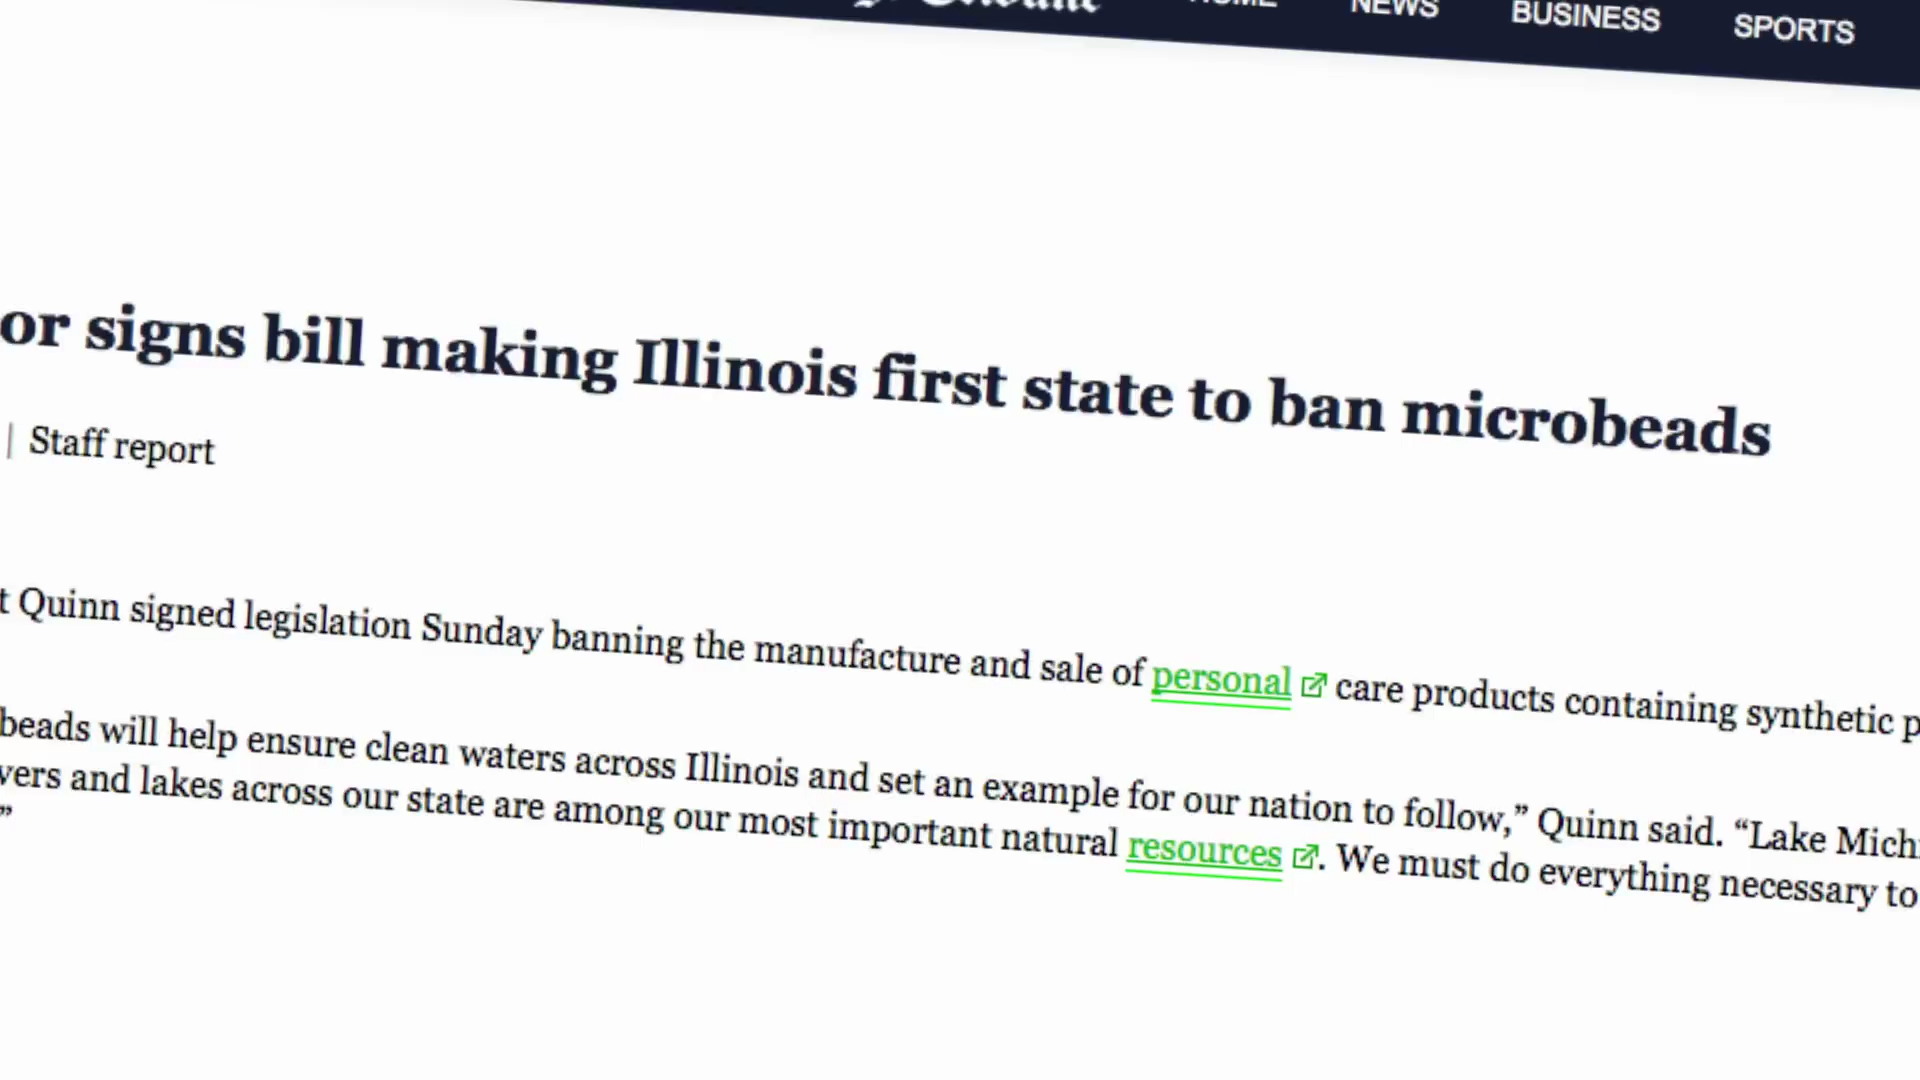 Tribune HOME NEWS BUSINESS SPORTS
or signs bill making Illinois first state to ban microbeads
| Staff report
t Quinn signed legislation Sunday banning the manufacture and sale of personal care products containing synthetic p
beads will help ensure clean waters across Illinois and set an example for our nation to follow,” Quinn said. “Lake Mich
vers and lakes across our state are among our most important natural resources. We must do everything necessary to
”